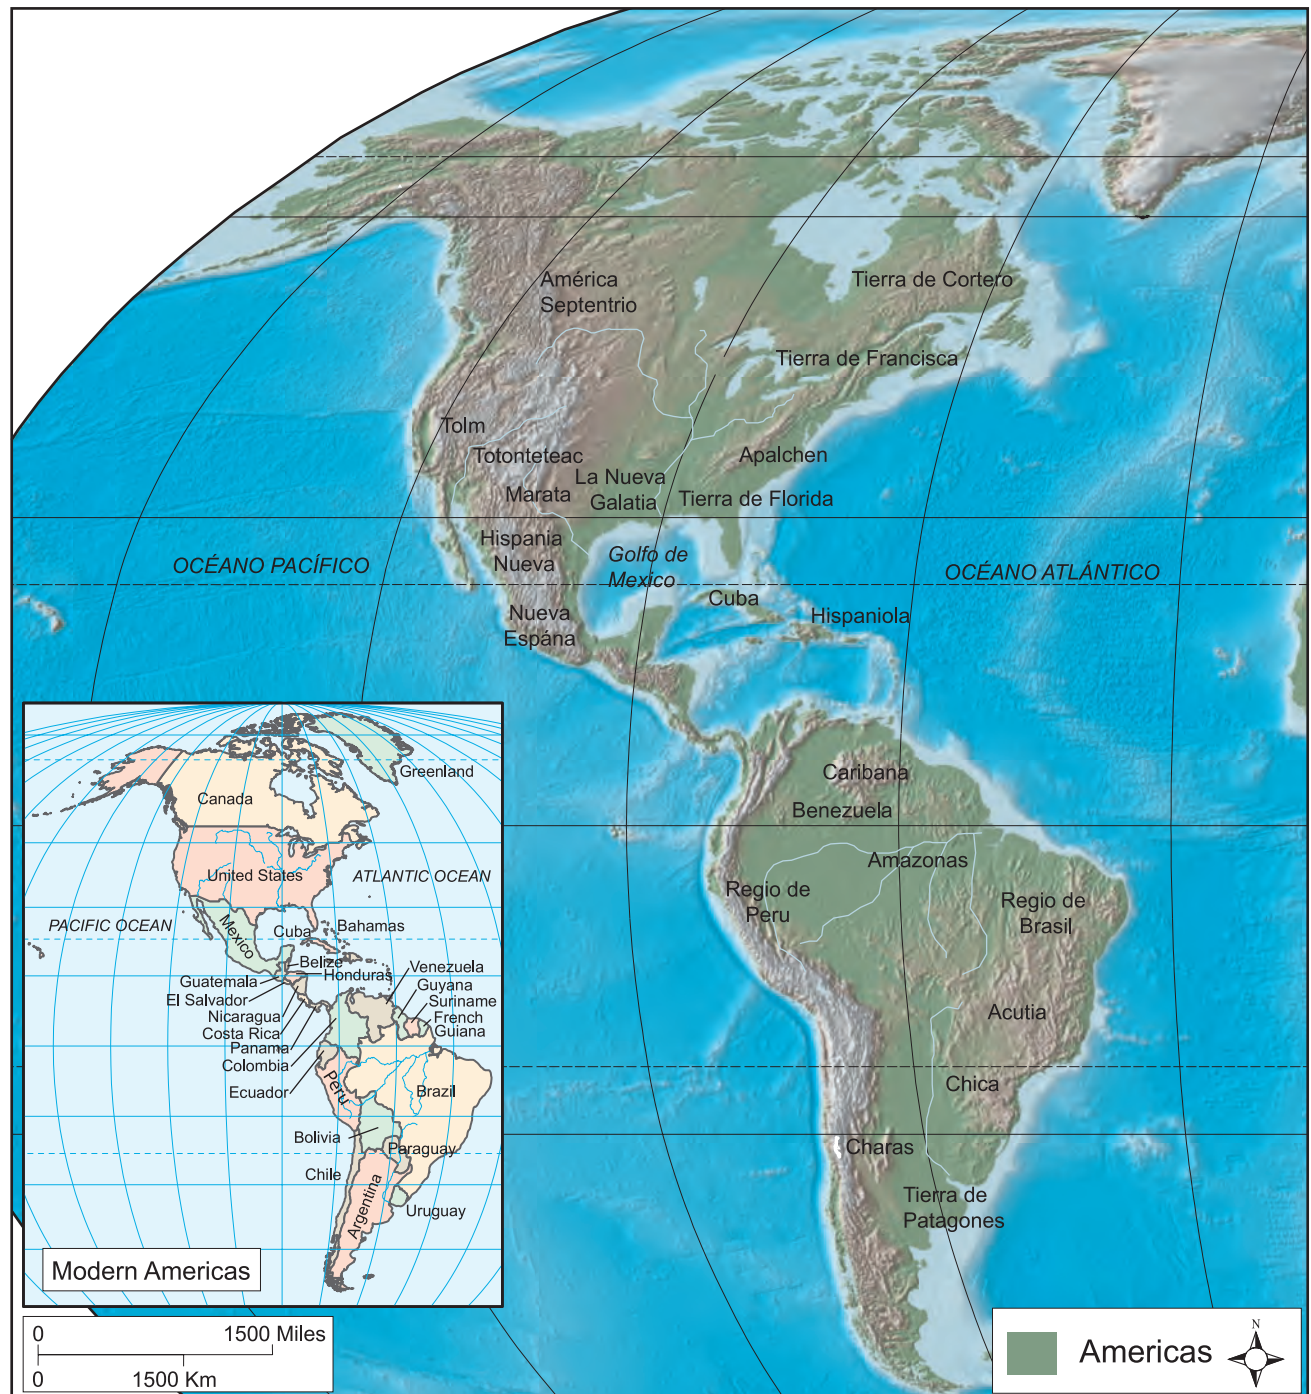 América
Septentrio
Tierra de Cortero
Tierra de Francisca
Tolm
Totonteteac
Apalchen
La Nueva
Galatia
Marata
Tierra de Florida
Hispania
Nueva
OCÉANO PACÍFICO
Golfo de
Mexico
OCÉANO ATLÁNTICO
Cuba
Hispaniola
Nueva
Espána
Caribana
Benezuela
Amazonas
Regio de
Peru
Regio de
Brasil
Acutia
Chica
Charas
Tierra de
Patagones
Greenland
Canada
United States
ATLANTIC OCEAN
PACIFIC OCEAN
Mexico
Cuba
Bahamas
Belize
Honduras
Venezuela
Guatemala
Guyana
El Salvador
Suriname
Nicaragua
French
Guiana
Costa Rica
Panama
Colombia
Ecuador
Peru
Brazil
Bolivia
Paraguay
Chile
Argentina
Uruguay
Modern Americas
0 1500 Miles
0 1500 Km
Americas
N